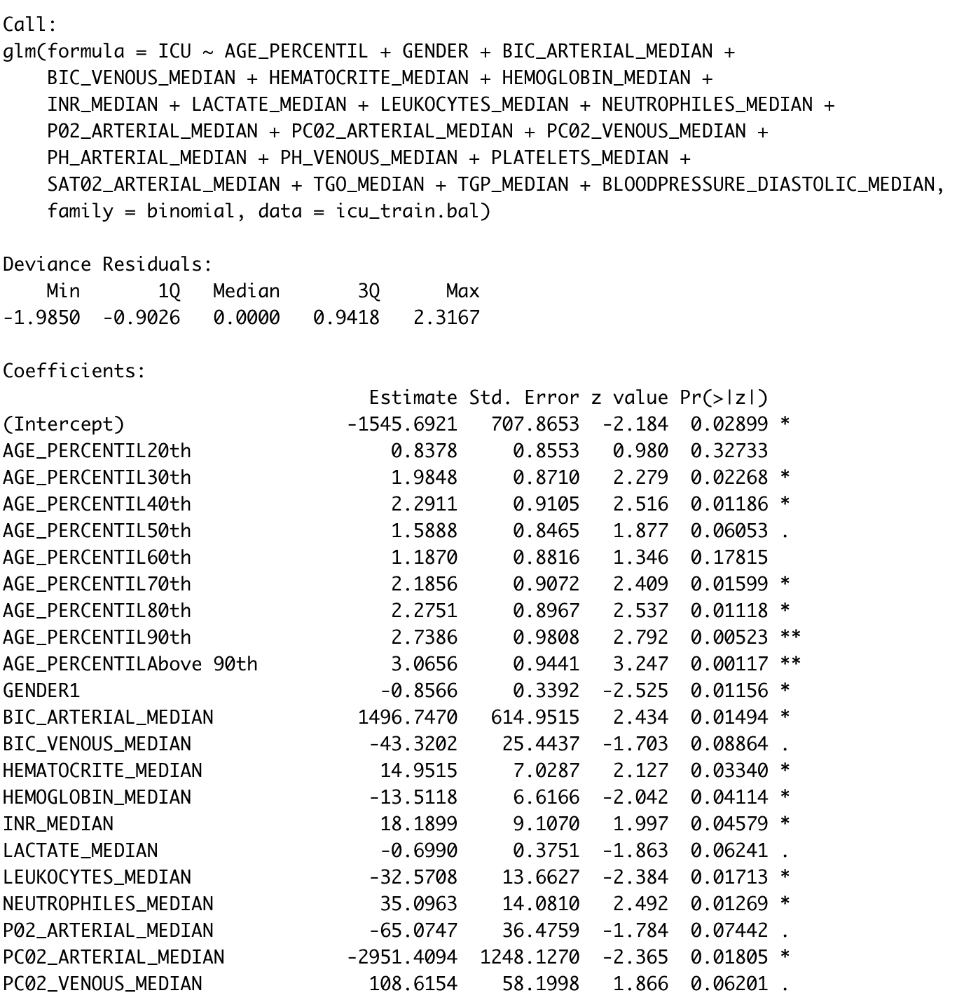 Call:
glm(formula = ICU ~ AGE_PERCENTIL + GENDER + BIC_ARTERIAL_MEDIAN +
    BIC_VENOUS_MEDIAN + HEMATOCRITE_MEDIAN + HEMOGLOBIN_MEDIAN +
    INR_MEDIAN + LACTATE_MEDIAN + LEUKOCYTES_MEDIAN + NEUTROPHILES_MEDIAN +
    P02_ARTERIAL_MEDIAN + PC02_ARTERIAL_MEDIAN + PC02_VENOUS_MEDIAN +
    PH_ARTERIAL_MEDIAN + PH_VENOUS_MEDIAN + PLATELETS_MEDIAN +
    SAT02_ARTERIAL_MEDIAN + TGO_MEDIAN + TGP_MEDIAN + BLOODPRESSURE_DIASTOLIC_MEDIAN,
    family = binomial, data = icu_train.bal)
Deviance Residuals:
    Min       1Q   Median       3Q      Max
-1.9850  -0.9026   0.0000   0.9418   2.3167
Coefficients:
                                 Estimate Std. Error z value Pr(>|z|)
(Intercept)                    -1545.6921   707.8653  -2.184  0.02899 *
AGE_PERCENTIL20th                  0.8378     0.8553   0.980  0.32733
AGE_PERCENTIL30th                  1.9848     0.8710   2.279  0.02268 *
AGE_PERCENTIL40th                  2.2911     0.9105   2.516  0.01186 *
AGE_PERCENTIL50th                  1.5888     0.8465   1.877  0.06053 .
AGE_PERCENTIL60th                  1.1870     0.8816   1.346  0.17815
AGE_PERCENTIL70th                  2.1856     0.9072   2.409  0.01599 *
AGE_PERCENTIL80th                  2.2751     0.8967   2.537  0.01118 *
AGE_PERCENTIL90th                  2.7386     0.9808   2.792  0.00523 **
AGE_PERCENTILAbove 90th            3.0656     0.9441   3.247  0.00117 **
GENDER1                           -0.8566     0.3392  -2.525  0.01156 *
BIC_ARTERIAL_MEDIAN             1496.7470   614.9515   2.434  0.01494 *
BIC_VENOUS_MEDIAN                -43.3202    25.4437  -1.703  0.08864 .
HEMATOCRITE_MEDIAN                14.9515     7.0287   2.127  0.03340 *
HEMOGLOBIN_MEDIAN                -13.5118     6.6166  -2.042  0.04114 *
INR_MEDIAN                        18.1899     9.1070   1.997  0.04579 *
LACTATE_MEDIAN                    -0.6990     0.3751  -1.863  0.06241 .
LEUKOCYTES_MEDIAN                -32.5708    13.6627  -2.384  0.01713 *
NEUTROPHILES_MEDIAN               35.0963    14.0810   2.492  0.01269 *
P02_ARTERIAL_MEDIAN              -65.0747    36.4759  -1.784  0.07442 .
PC02_ARTERIAL_MEDIAN           -2951.4094  1248.1270  -2.365  0.01805 *
PC02_VENOUS_MEDIAN               108.6154    58.1998   1.866  0.06201 .